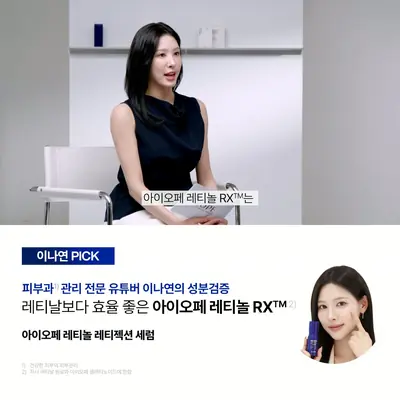 아이오페 레티놀 RX™는
이나연 PICK
피부과¹⁾ 관리 전문 유튜버 이나연의 성분검증
레티날보다 효율 좋은 아이오페 레티놀 RX™²⁾
아이오페 레티놀 레티젝션 세럼